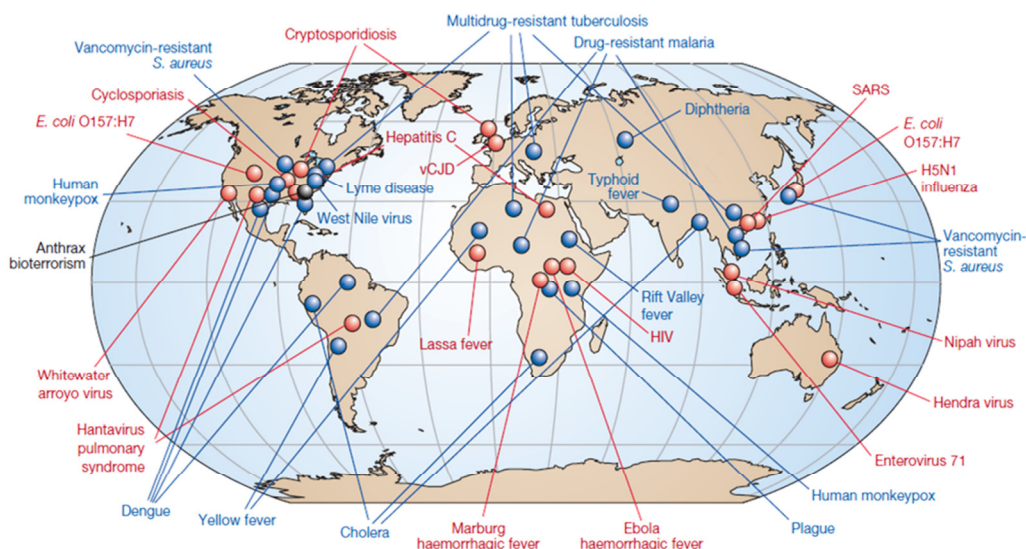 Multidrug-resistant tuberculosis
Cryptosporidiosis
Drug-resistant malaria
Vancomycin-resistant
S. aureus
SARS
Cyclosporiasis
Diphtheria
E. coli
O157:H7
E. coli O157:H7
Hepatitis C
H5N1
influenza
vCJD
Human
monkeypox
Lyme disease
Typhoid
fever
West Nile virus
Anthrax
bioterrorism
Vancomycin-
resistant
S. aureus
Rift Valley
fever
HIV
Nipah virus
Lassa fever
Whitewater
arroyo virus
Hendra virus
Hantavirus
pulmonary
syndrome
Enterovirus 71
Human monkeypox
Dengue
Yellow fever
Cholera
Marburg
haemorrhagic fever
Ebola
haemorrhagic fever
Plague